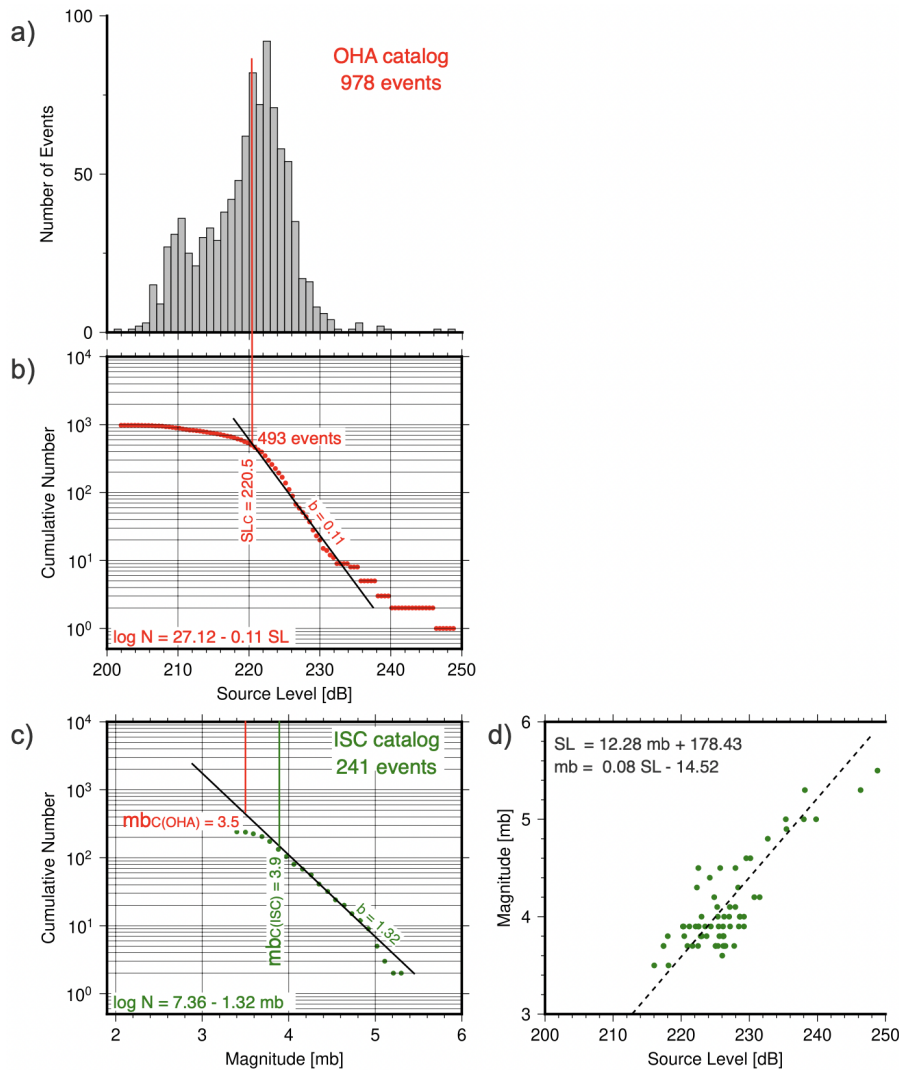 a)
100
50
0
Number of Events
OHA catalog
978 events
b)
10^4
10^3
10^2
10^1
10^0
Cumulative Number
493 events
SLC = 220.5
b = 0.11
log N = 27.12 - 0.11 SL
200 210 220 230 240 250
Source Level [dB]
c)
10^4
10^3
10^2
10^1
10^0
Cumulative Number
ISC catalog
241 events
mbC(OHA) = 3.5
mbC(ISC) = 3.9
b = 1.32
log N = 7.36 - 1.32 mb
2 3 4 5 6
Magnitude [mb]
d)
6
5
4
3
Magnitude [mb]
SL = 12.28 mb + 178.43
mb = 0.08 SL - 14.52
200 210 220 230 240 250
Source Level [dB]